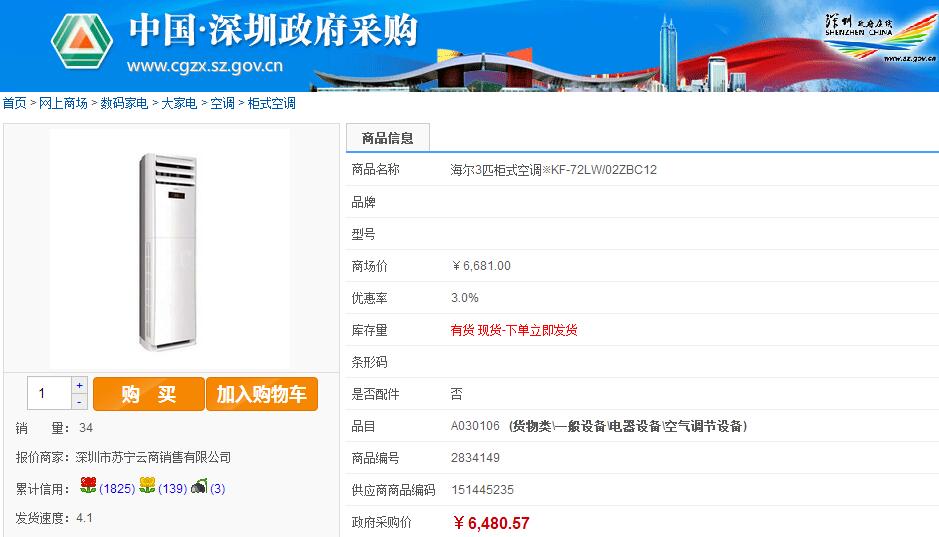 中国·深圳政府采购
www.cgzx.sz.gov.cn
深圳政府在线
SHENZHEN CHINA
www.sz.gov.cn
首页 > 网上商场 > 数码家电 > 大家电 > 空调 > 柜式空调
商品信息
商品名称 海尔3匹柜式空调※KF-72LW/02ZBC12
品牌
型号
商场价 ¥6,681.00
优惠率 3.0%
库存量 有货 现货-下单立即发货
条形码
是否配件 否
品目 A030106 (货物类\一般设备\电器设备\空气调节设备)
商品编号 2834149
供应商商品编码 151445235
政府采购价 ¥6,480.57
1 + -
购 买 加入购物车
销 量： 34
报价商家：深圳市苏宁云商销售有限公司
累计信用： (1825) (139) (3)
发货速度：4.1